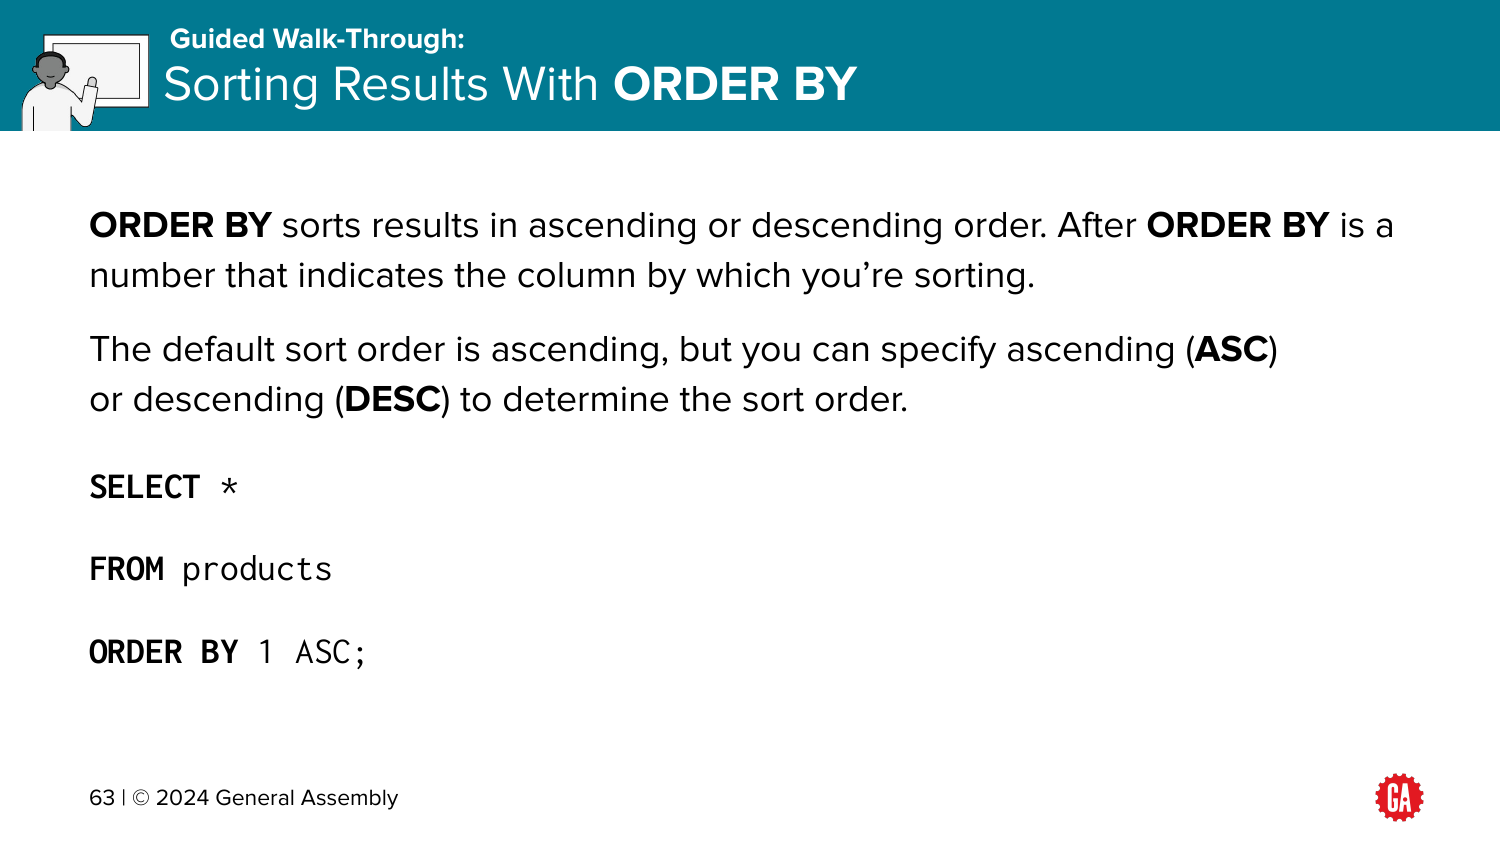 Guided Walk-Through:
Sorting Results With ORDER BY
ORDER BY sorts results in ascending or descending order. After ORDER BY is a
number that indicates the column by which you’re sorting.
The default sort order is ascending, but you can specify ascending (ASC)
or descending (DESC) to determine the sort order.
SELECT *
FROM products
ORDER BY 1 ASC;
63 | © 2024 General Assembly
GA